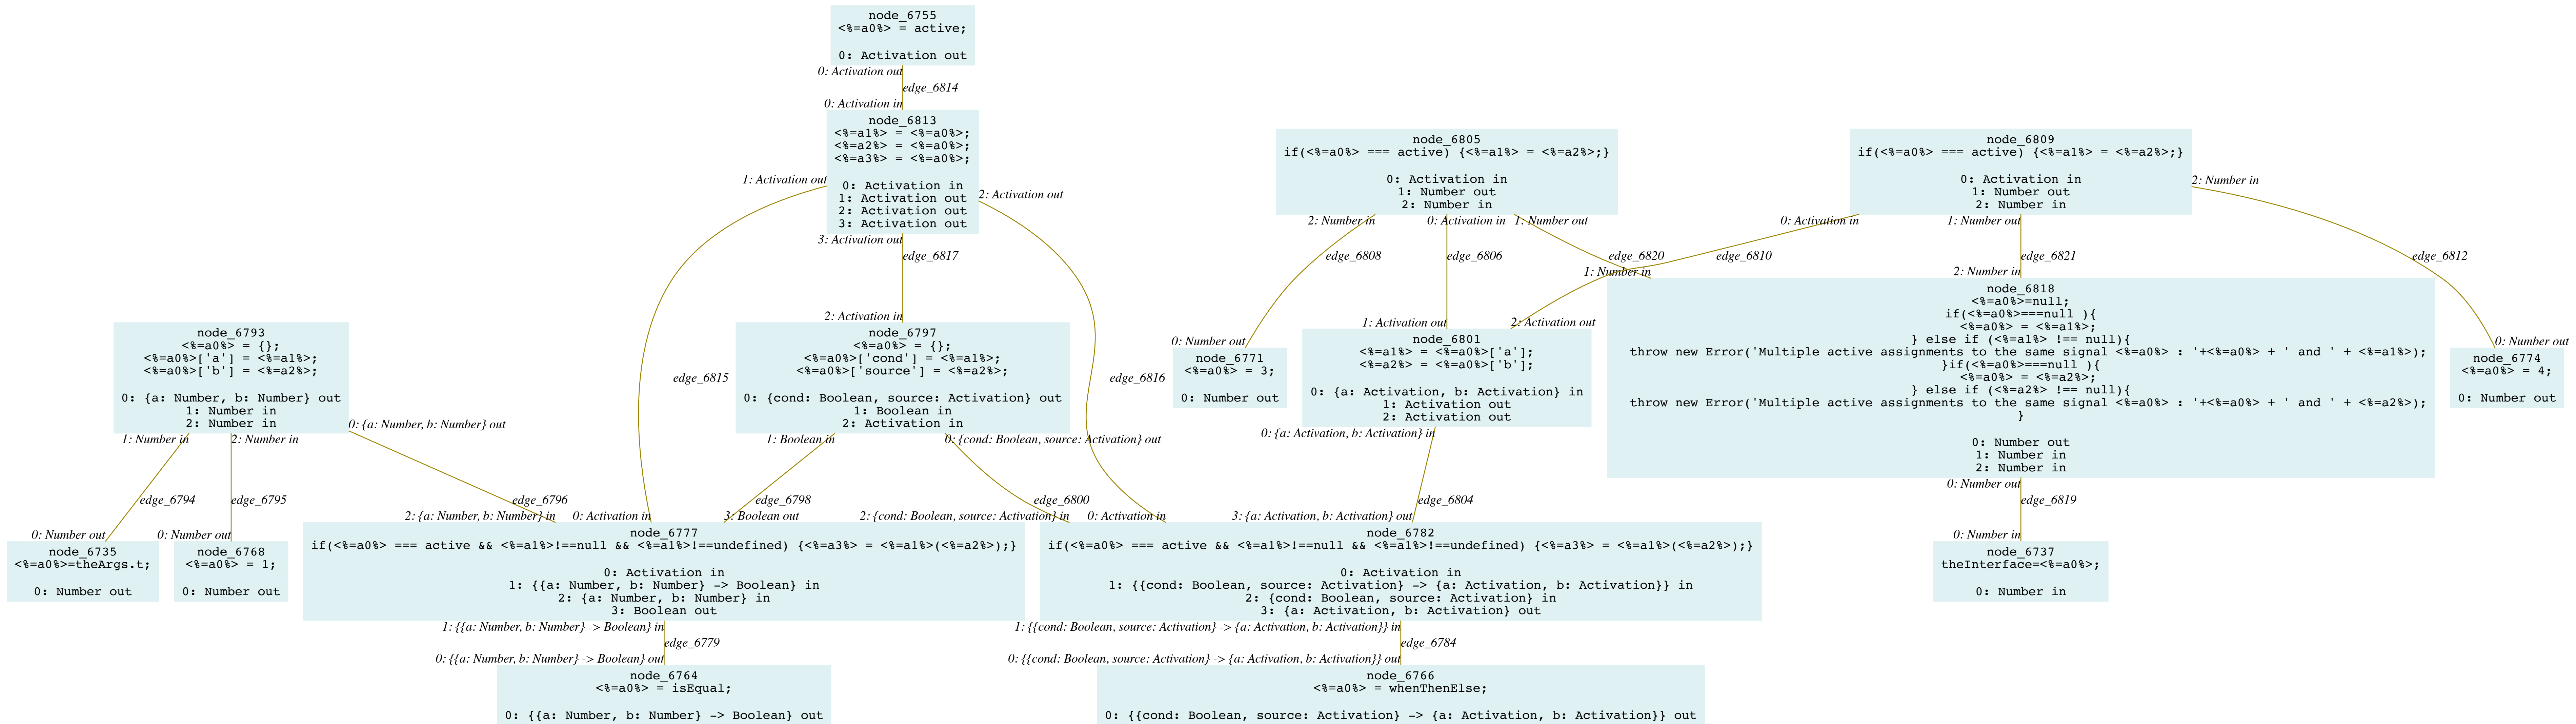 node_6755
<%=a0%> = active;
0: Activation out
0: Activation out
edge_6814
0: Activation in
node_6813
<%=a1%> = <%=a0%>;
<%=a2%> = <%=a0%>;
<%=a3%> = <%=a0%>;
0: Activation in
1: Activation out
2: Activation out
3: Activation out
1: Activation out
2: Activation out
3: Activation out
edge_6817
2: Activation in
edge_6815
edge_6816
node_6805
if(<%=a0%> === active) {<%=a1%> = <%=a2%>;}
0: Activation in
1: Number out
2: Number in
2: Number in
0: Activation in
1: Number out
edge_6808
edge_6806
edge_6820
1: Number in
node_6809
if(<%=a0%> === active) {<%=a1%> = <%=a2%>;}
0: Activation in
1: Number out
2: Number in
2: Number in
0: Activation in
1: Number out
edge_6810
edge_6821
edge_6812
2: Number in
node_6793
<%=a0%> = {};
<%=a0%>['a'] = <%=a1%>;
<%=a0%>['b'] = <%=a2%>;
0: {a: Number, b: Number} out
1: Number in
2: Number in
0: {a: Number, b: Number} out
1: Number in
2: Number in
edge_6794
edge_6795
edge_6796
0: Number out
0: Number out
2: {a: Number, b: Number} in
node_6797
<%=a0%> = {};
<%=a0%>['cond'] = <%=a1%>;
<%=a0%>['source'] = <%=a2%>;
0: {cond: Boolean, source: Activation} out
1: Boolean in
2: Activation in
1: Boolean in
0: {cond: Boolean, source: Activation} out
edge_6798
edge_6800
0: Activation in
3: Boolean out
2: {cond: Boolean, source: Activation} in
0: Activation in
0: Number out
node_6771
<%=a0%> = 3;
0: Number out
1: Activation out
2: Activation out
node_6801
<%=a1%> = <%=a0%>['a'];
<%=a2%> = <%=a0%>['b'];
0: {a: Activation, b: Activation} in
1: Activation out
2: Activation out
0: {a: Activation, b: Activation} in
edge_6804
3: {a: Activation, b: Activation} out
node_6818
<%=a0%>=null;
if(<%=a0%>===null ){
<%=a0%> = <%=a1%>;
} else if (<%=a1%> !== null){
throw new Error('Multiple active assignments to the same signal <%=a0%> : '+<%=a0%> + ' and ' + <%=a1%>);
}if(<%=a0%>===null ){
<%=a0%> = <%=a2%>;
} else if (<%=a2%> !== null){
throw new Error('Multiple active assignments to the same signal <%=a0%> : '+<%=a0%> + ' and ' + <%=a2%>);
}
0: Number out
1: Number in
2: Number in
0: Number out
edge_6819
0: Number in
0: Number out
node_6774
<%=a0%> = 4;
0: Number out
node_6735
<%=a0%>=theArgs.t;
0: Number out
node_6768
<%=a0%> = 1;
0: Number out
node_6777
if(<%=a0%> === active && <%=a1%>!==null && <%=a1%>!==undefined) {<%=a3%> = <%=a1%>(<%=a2%>);}
0: Activation in
1: {{a: Number, b: Number} -> Boolean} in
2: {a: Number, b: Number} in
3: Boolean out
1: {{a: Number, b: Number} -> Boolean} in
edge_6779
0: {{a: Number, b: Number} -> Boolean} out
node_6782
if(<%=a0%> === active && <%=a1%>!==null && <%=a1%>!==undefined) {<%=a3%> = <%=a1%>(<%=a2%>);}
0: Activation in
1: {{cond: Boolean, source: Activation} -> {a: Activation, b: Activation}} in
2: {cond: Boolean, source: Activation} in
3: {a: Activation, b: Activation} out
1: {{cond: Boolean, source: Activation} -> {a: Activation, b: Activation}} in
edge_6784
0: {{cond: Boolean, source: Activation} -> {a: Activation, b: Activation}} out
node_6737
theInterface=<%=a0%>;
0: Number in
node_6764
<%=a0%> = isEqual;
0: {{a: Number, b: Number} -> Boolean} out
node_6766
<%=a0%> = whenThenElse;
0: {{cond: Boolean, source: Activation} -> {a: Activation, b: Activation}} out